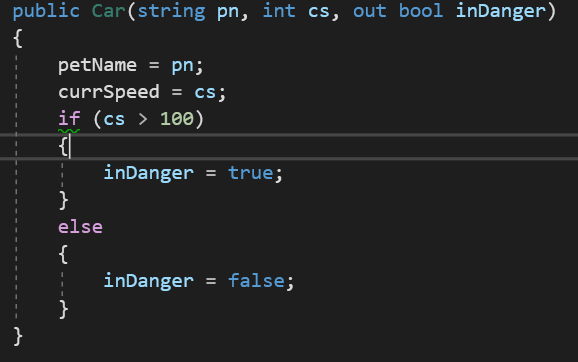 public Car(string pn, int cs, out bool inDanger)
{
petName = pn;
currSpeed = cs;
if (cs > 100)
{
inDanger = true;
}
else
{
inDanger = false;
}
}